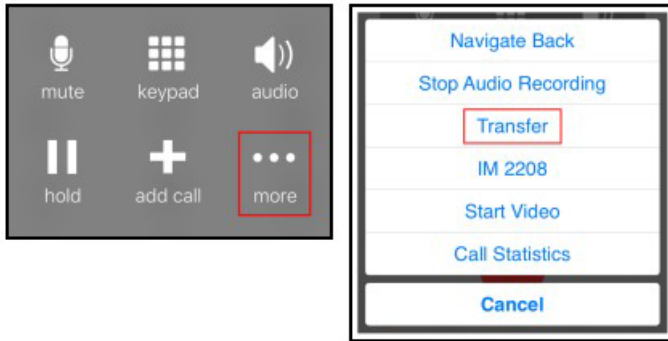 mute keypad audio
hold add call more
Navigate Back
Stop Audio Recording
Transfer
IM 2208
Start Video
Call Statistics
Cancel